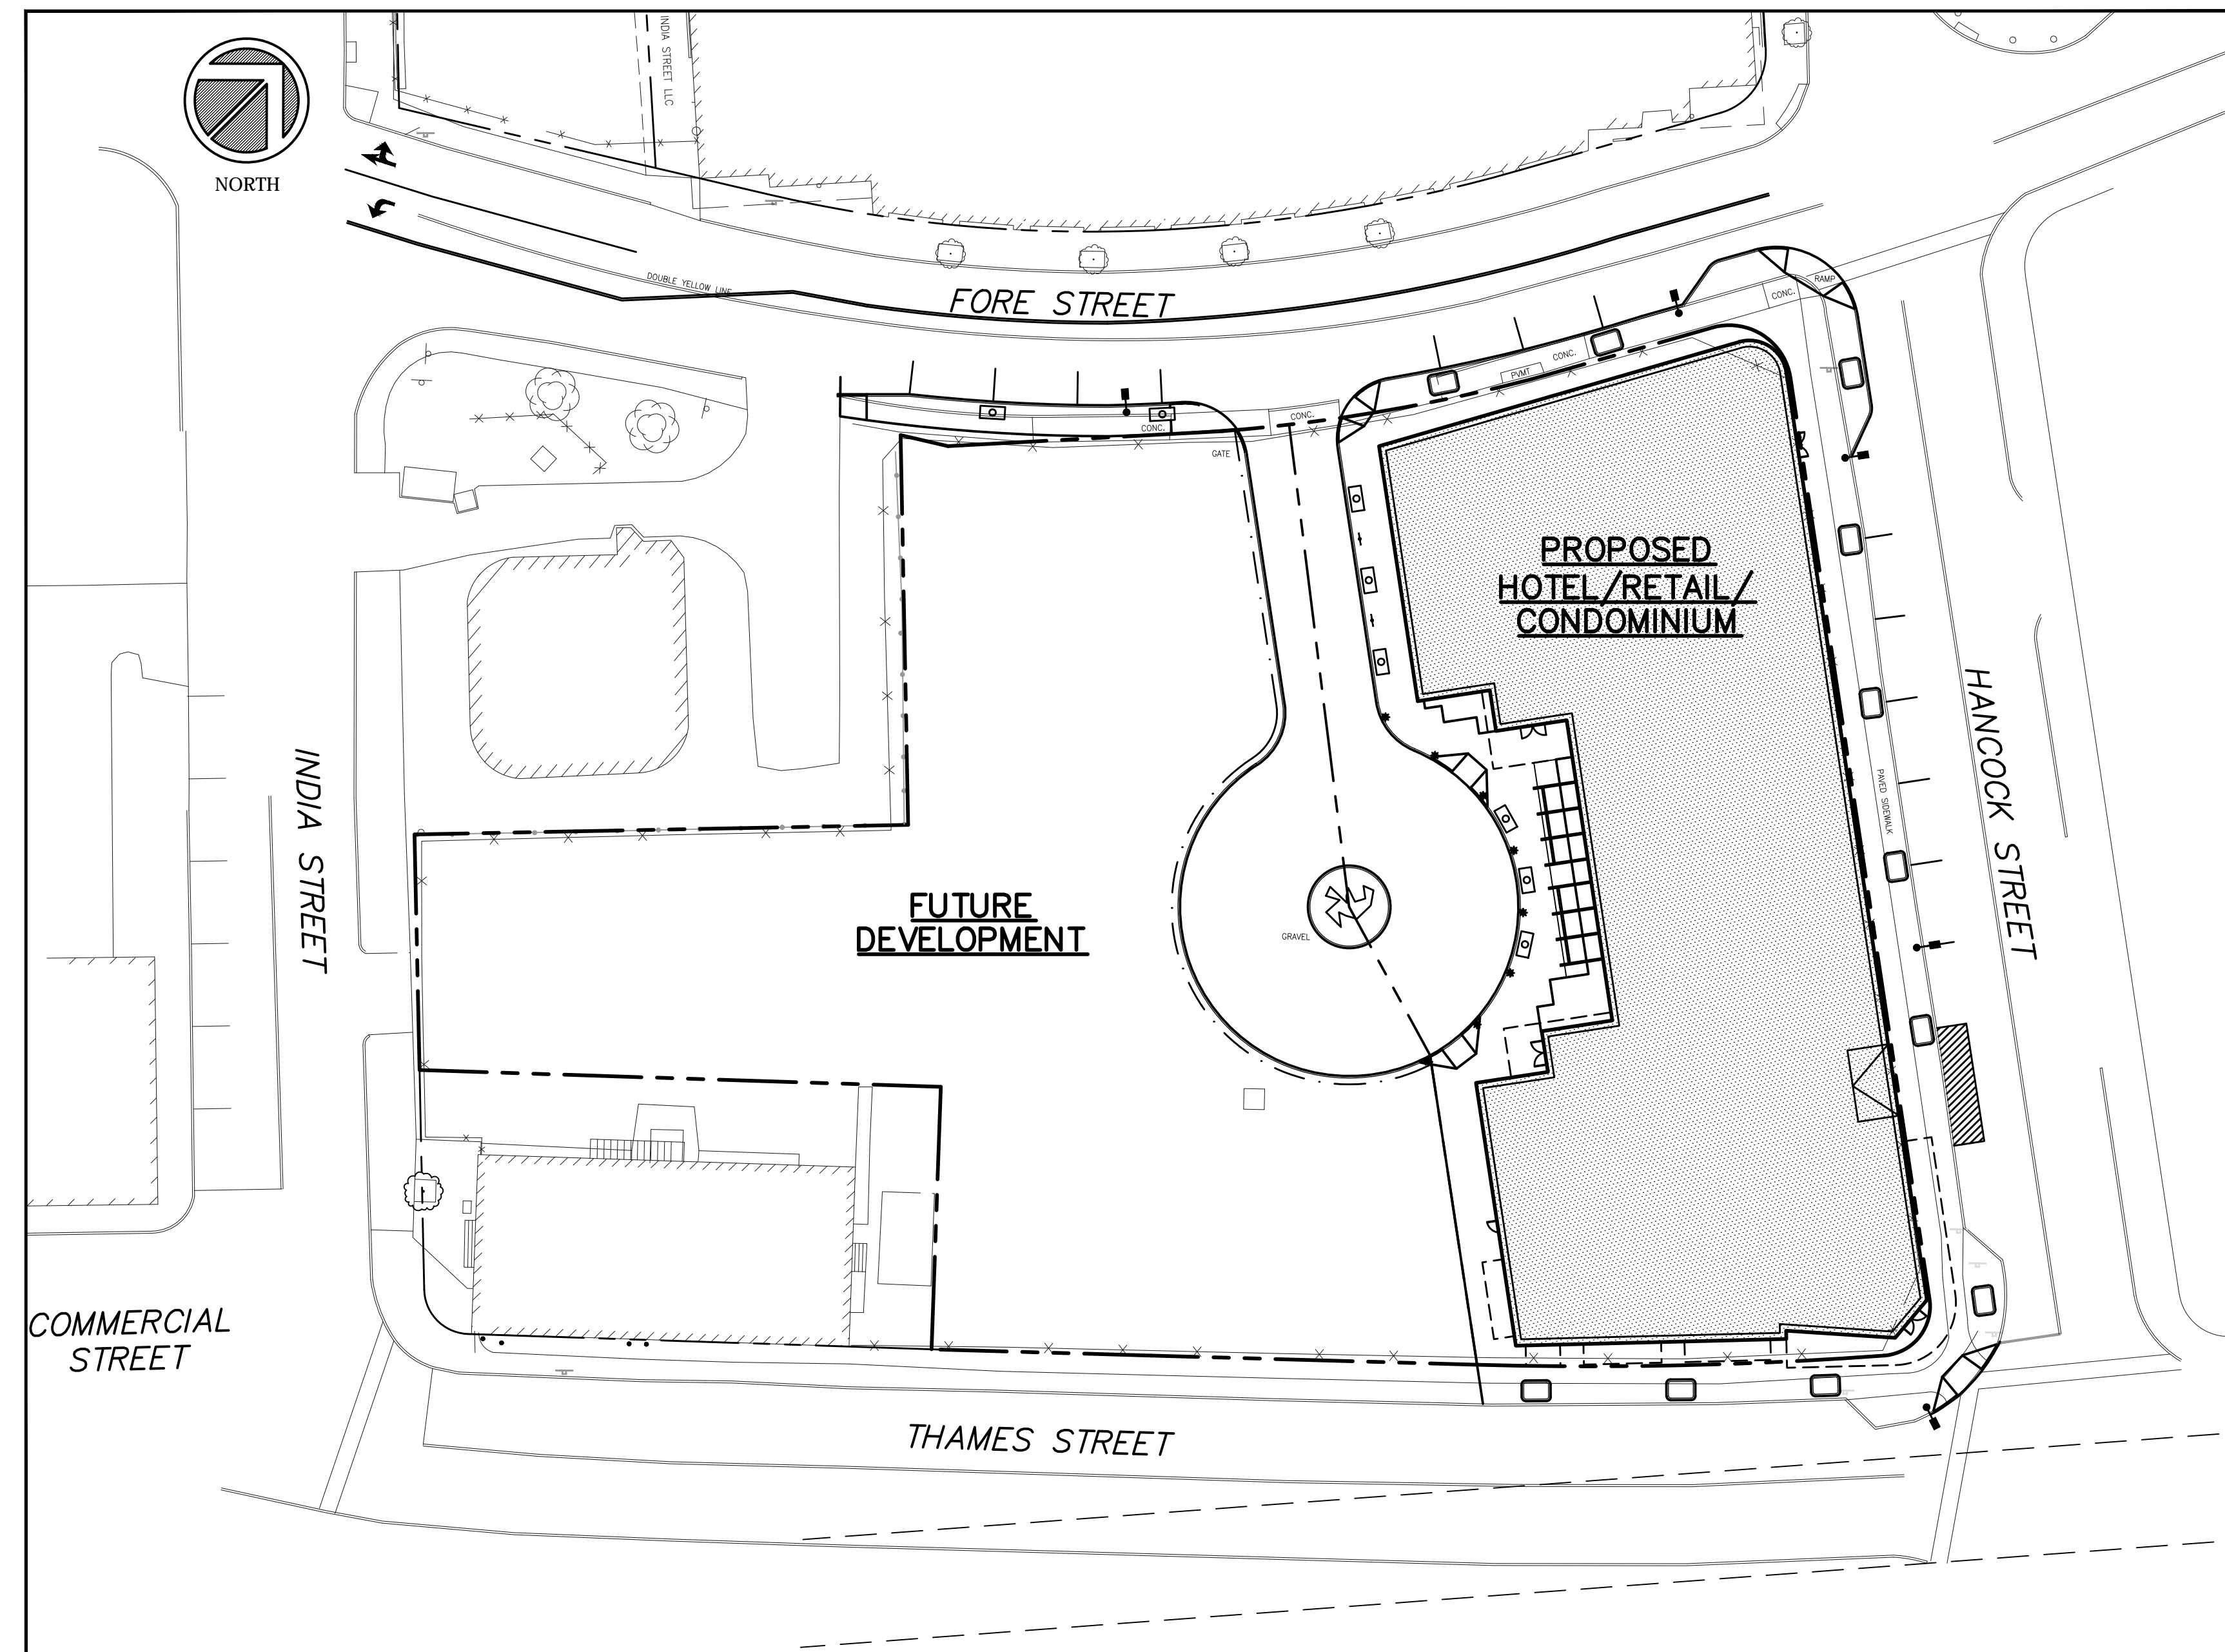 INDIA STREET LLC
NORTH
DOUBLE YELLOW LINE
FORE STREET
RAMP
CONC.
CONC.
PVMT
CONC.
CONC.
GATE
PROPOSED
HOTEL/RETAIL/
CONDOMINIUM
HANCOCK STREET
PAVED SIDEWALK
INDIA STREET
FUTURE
DEVELOPMENT
GRAVEL
COMMERCIAL
STREET
THAMES STREET